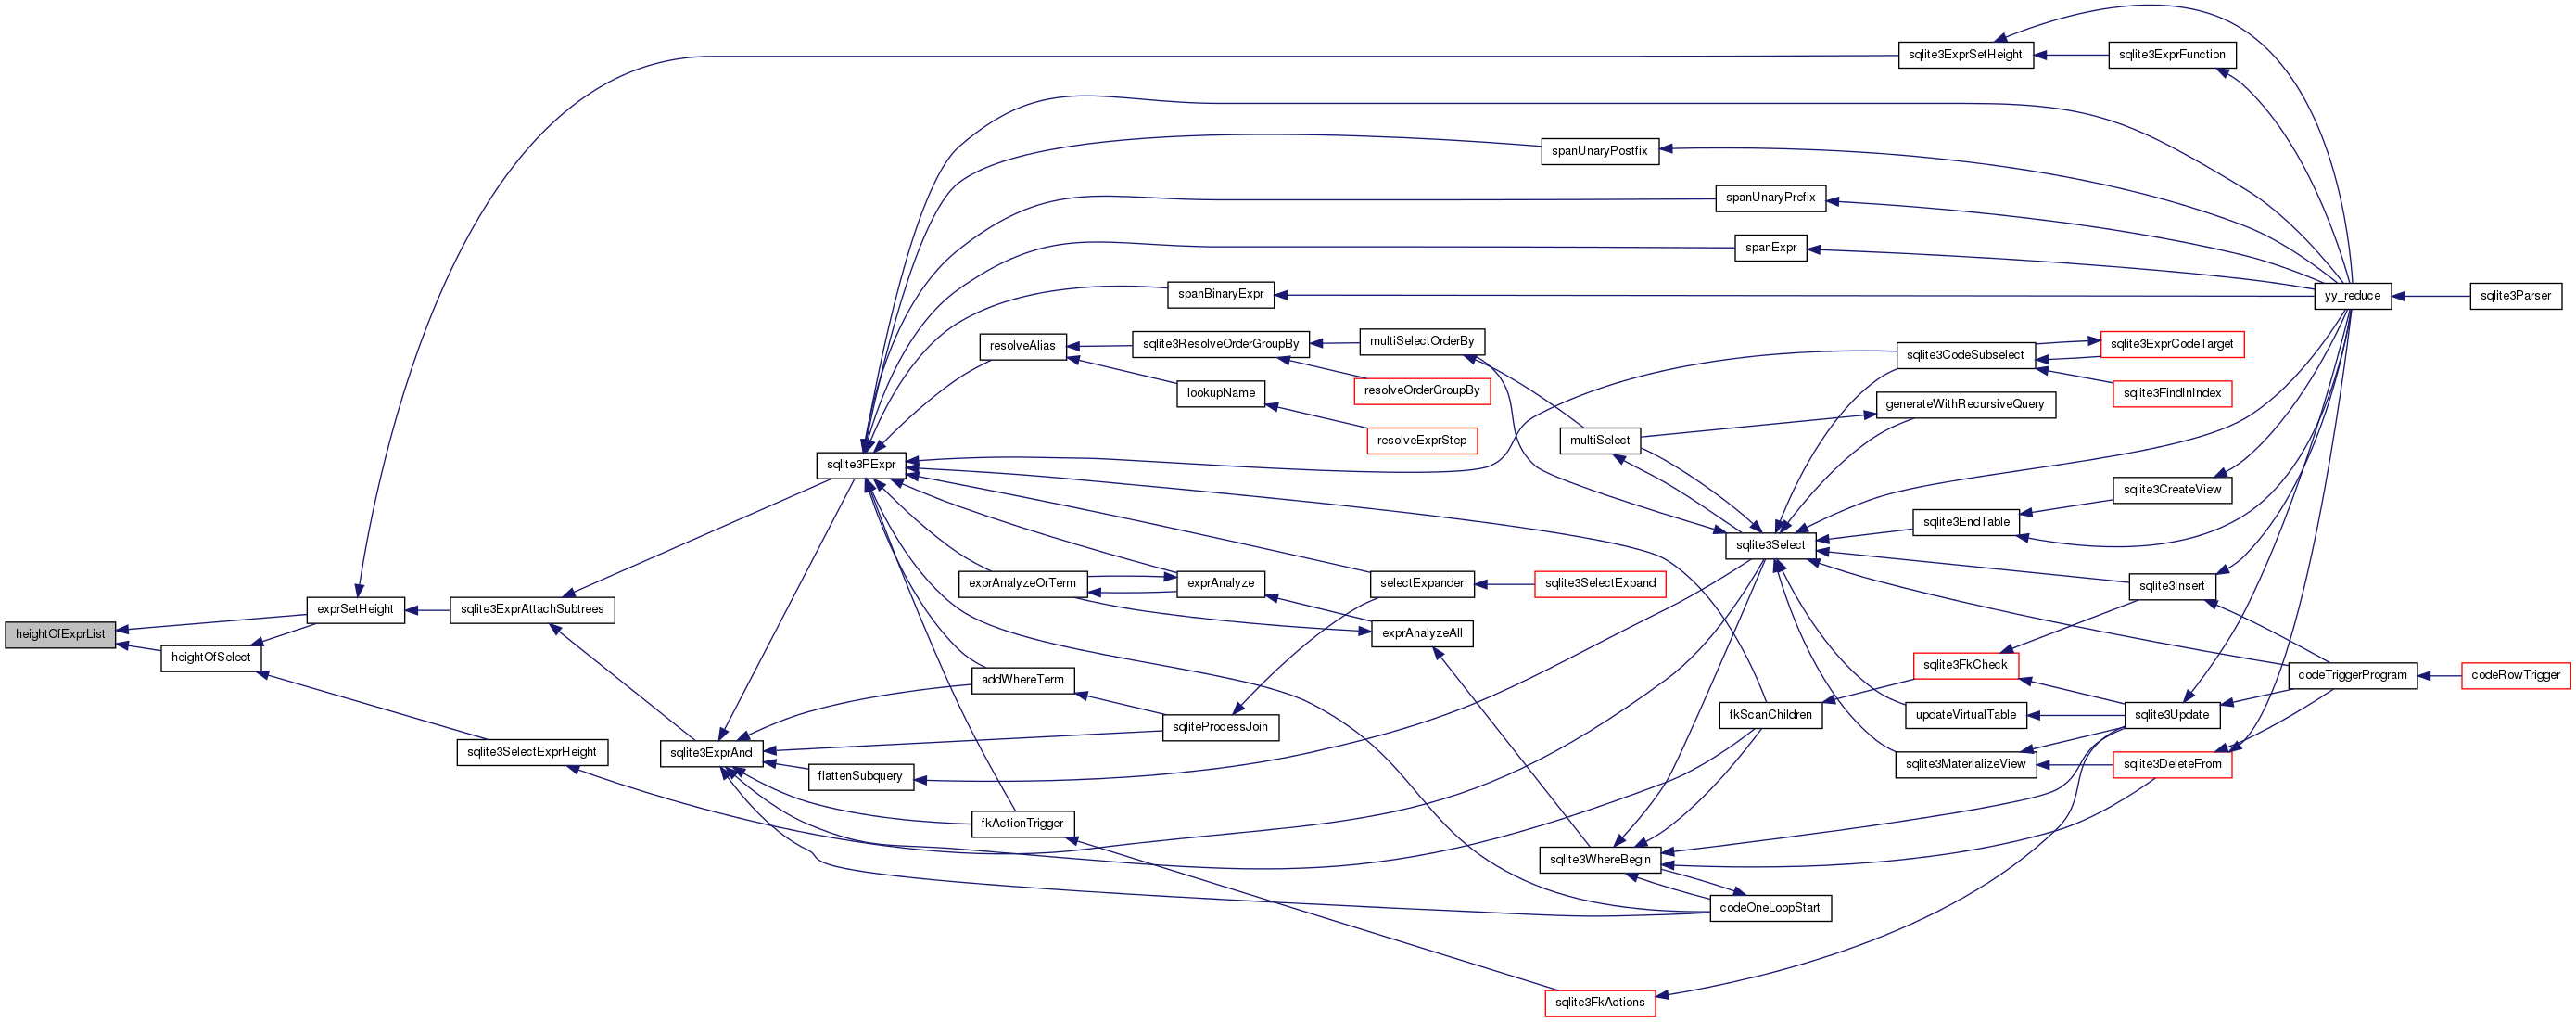 sqlite3ExprSetHeight
sqlite3ExprFunction
spanUnaryPostfix
spanUnaryPrefix
spanExpr
spanBinaryExpr
yy_reduce
sqlite3Parser
resolveAlias
sqlite3ResolveOrderGroupBy
multiSelectOrderBy
sqlite3CodeSubselect
sqlite3ExprCodeTarget
lookupName
resolveOrderGroupBy
sqlite3FindInIndex
generateWithRecursiveQuery
resolveExprStep
multiSelect
sqlite3PExpr
sqlite3CreateView
sqlite3EndTable
sqlite3Select
exprAnalyzeOrTerm
exprAnalyze
selectExpander
sqlite3SelectExpand
sqlite3Insert
exprSetHeight
sqlite3ExprAttachSubtrees
heightOfExprList
exprAnalyzeAll
heightOfSelect
sqlite3FkCheck
codeTriggerProgram
codeRowTrigger
addWhereTerm
fkScanChildren
updateVirtualTable
sqlite3Update
sqliteProcessJoin
sqlite3SelectExprHeight
sqlite3ExprAnd
sqlite3MaterializeView
sqlite3DeleteFrom
flattenSubquery
fkActionTrigger
sqlite3WhereBegin
codeOneLoopStart
sqlite3FkActions